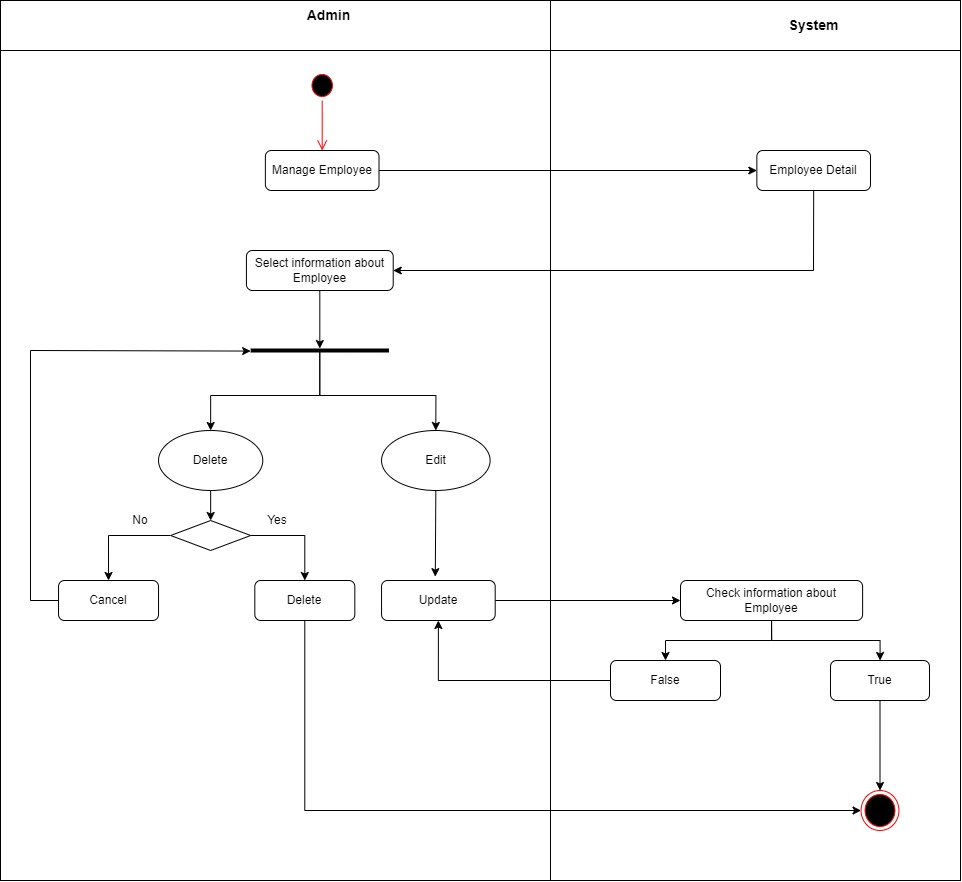 Admin
System
Manage Employee
Employee Detail
Select information about
Employee
Delete
Edit
No
Yes
Cancel
Delete
Update
Check information about
Employee
False
True